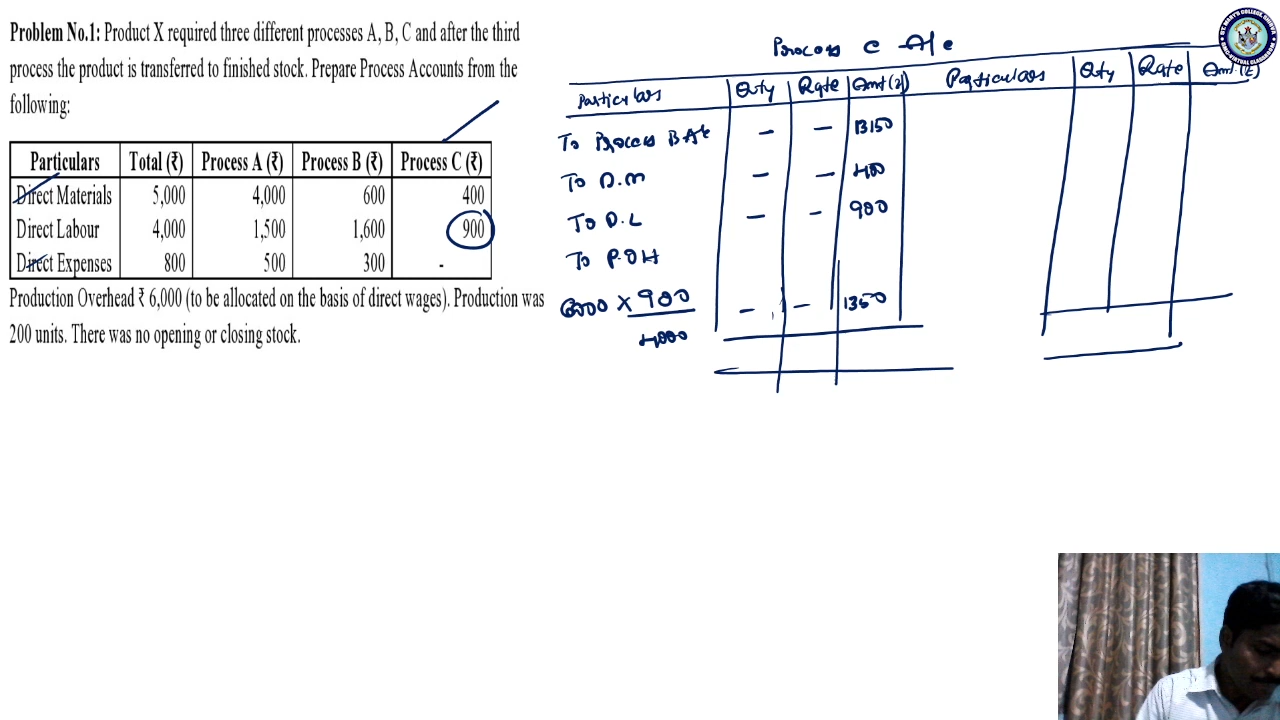 Problem No.1: Product X required three different processes A, B, C and after the third
process the product is transferred to finished stock. Prepare Process Accounts from the
following:
Particulars Total (₹) Process A (₹) Process B (₹) Process C (₹)
Direct Materials 5,000 4,000 600 400
Direct Labour 4,000 1,500 1,600 900
Direct Expenses 800 500 300 -
Production Overhead ₹ 6,000 (to be allocated on the basis of direct wages). Production was
200 units. There was no opening or closing stock.
Process C A/c
Particulars Qty Rate Amt(₹) Particulars Qty Rate Amt(₹)
To Process B A/c - - 13150
To D.M - - 400
To D.L - - 900
To P.OH
6000 × 900 - - 1350
4000